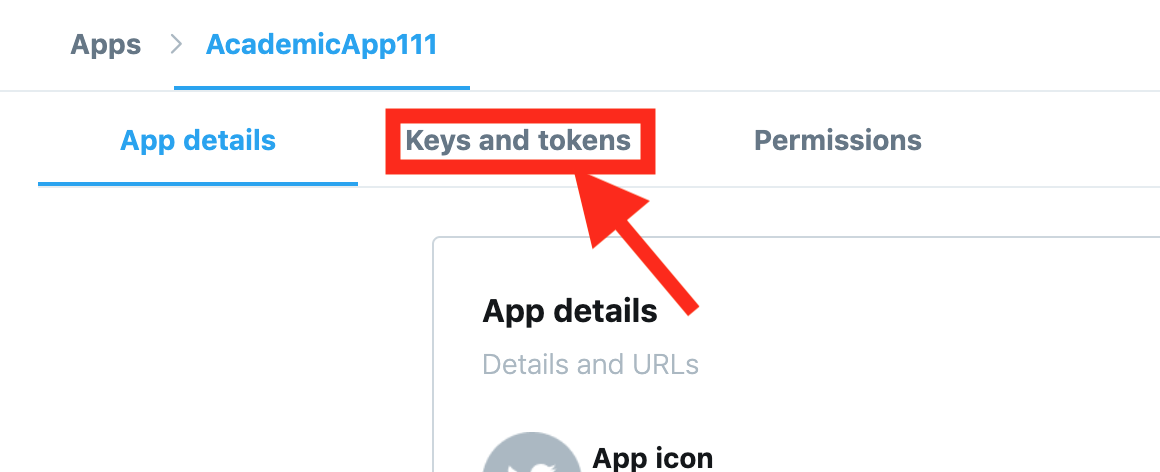 Apps > AcademicApp111
App details Keys and tokens Permissions
App details
Details and URLs
App icon